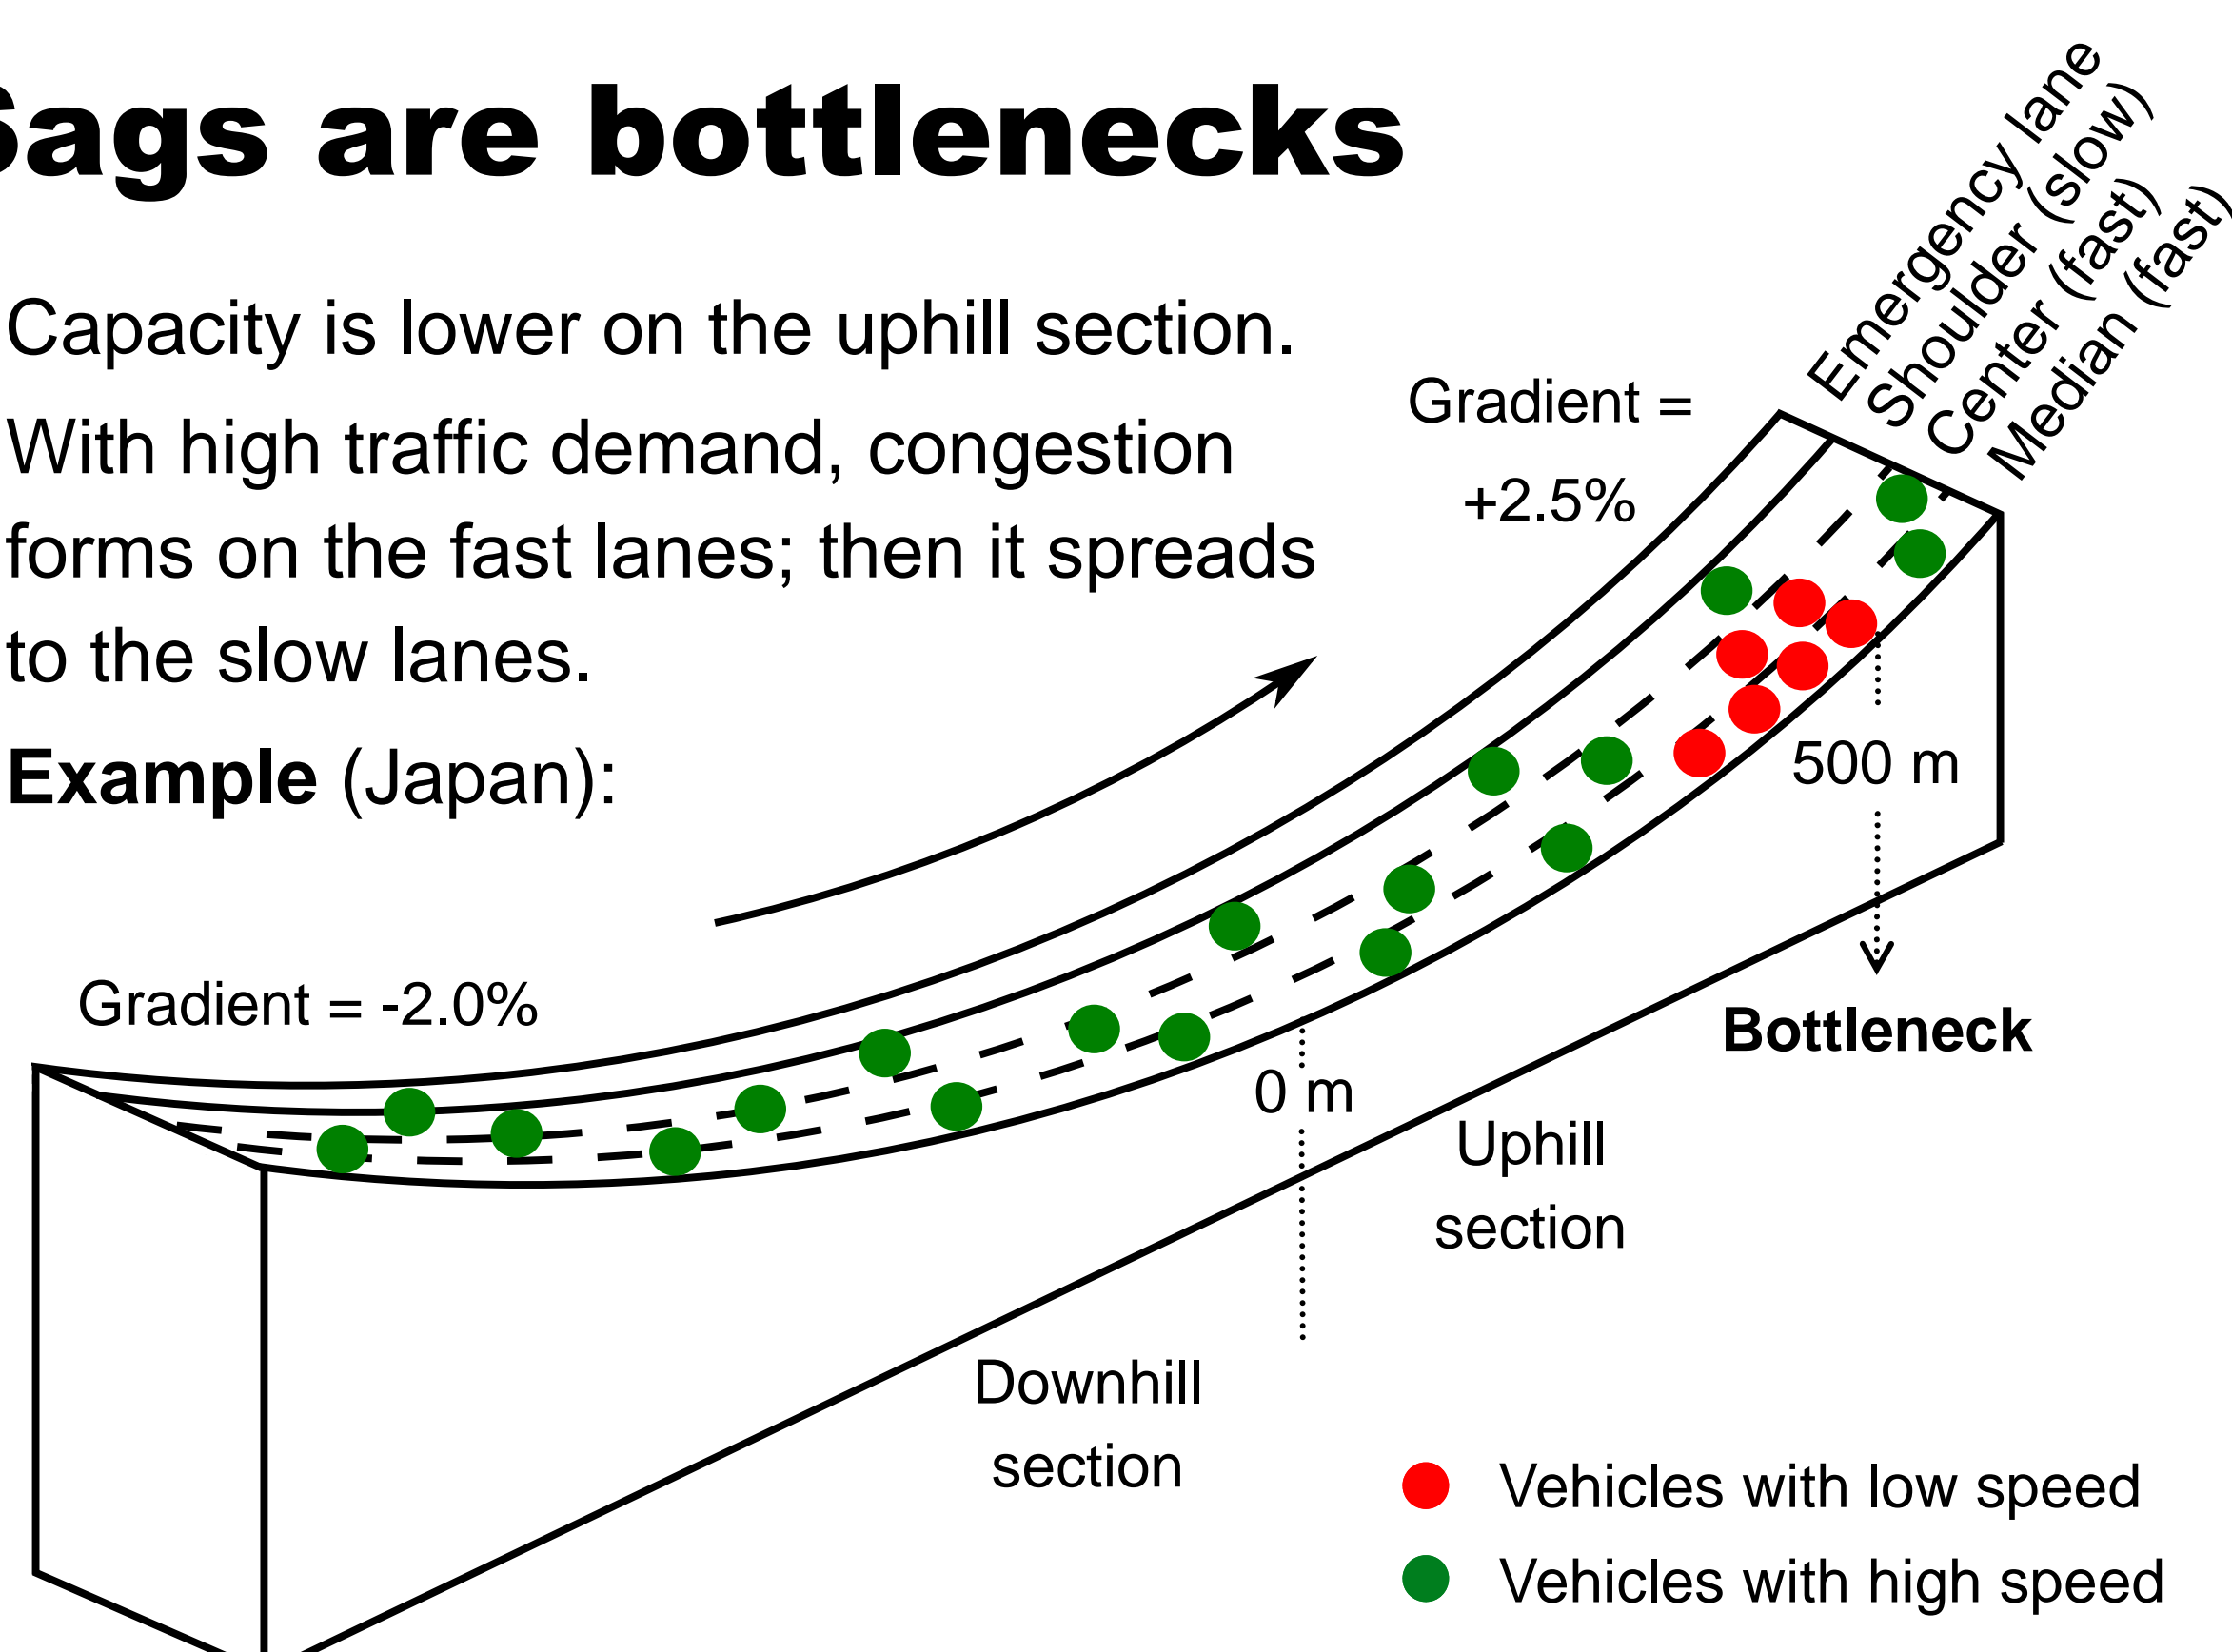 Sags are bottlenecks
Capacity is lower on the uphill section.
With high traffic demand, congestion
forms on the fast lanes; then it spreads
to the slow lanes.
Example (Japan):
Gradient =
+2.5%
Emergency lane
Shoulder (slow)
Center (fast)
Median (fast)
500 m
Bottleneck
Gradient = -2.0%
0 m
Uphill
section
Downhill
section
Vehicles with low speed
Vehicles with high speed